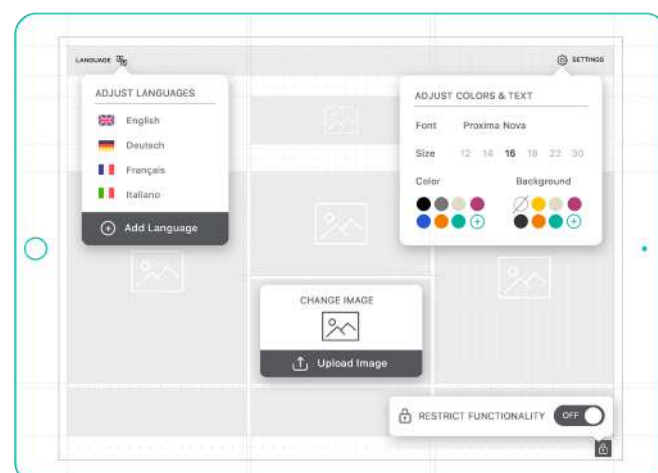 LANGUAGE
SETTINGS
ADJUST LANGUAGES
English
Deutsch
Français
Italiano
Add Language
ADJUST COLORS & TEXT
Font Proxima Nova
Size 12 14 16 18 22 30
Color Background
CHANGE IMAGE
Upload Image
RESTRICT FUNCTIONALITY OFF